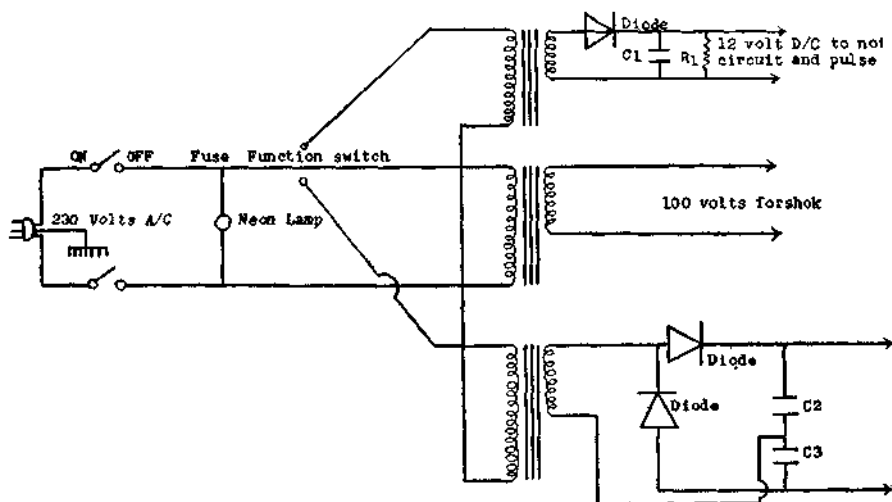 Diode
C1
R1
12 volt D/C to not
circuit and pulse
ON OFF Fuse Function switch
230 Volts A/C
Neon Lamp
100 volts forshok
Diode
Diode
C2
C3